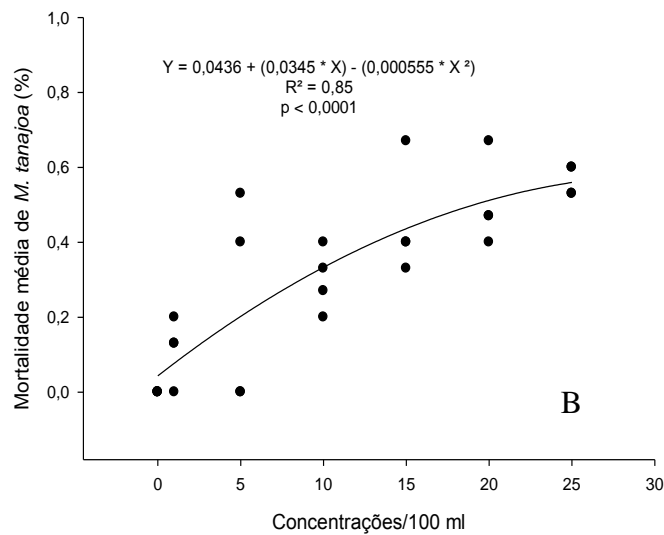 Y = 0,0436 + (0,0345 * X) - (0,000555 * X ²)
R² = 0,85
p < 0,0001
Mortalidade média de M. tanajoa (%)
1,0
0,8
0,6
0,4
0,2
0,0
B
0 5 10 15 20 25 30
Concentrações/100 ml